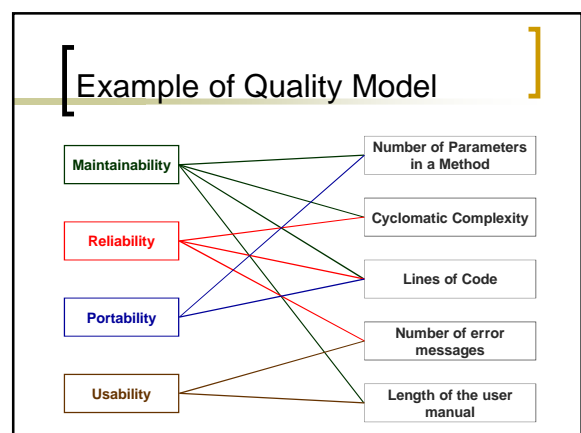 Example of Quality Model
Maintainability
Reliability
Portability
Usability
Number of Parameters
in a Method
Cyclomatic Complexity
Lines of Code
Number of error
messages
Length of the user
manual